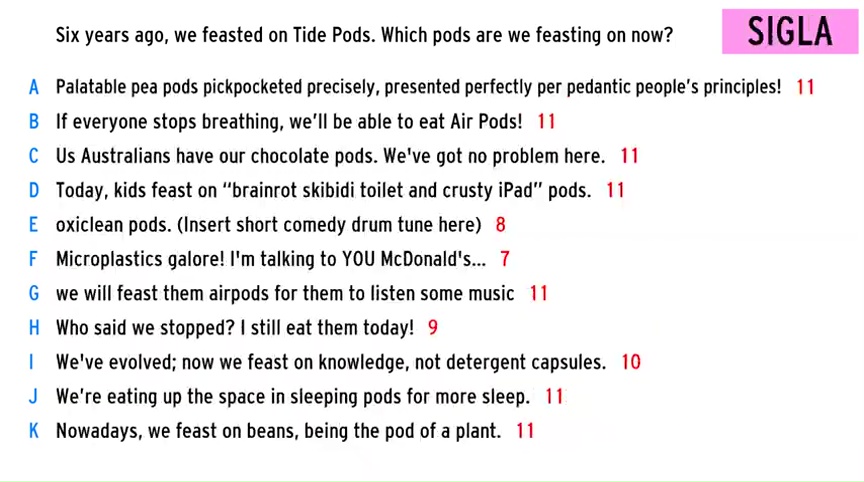 Six years ago, we feasted on Tide Pods. Which pods are we feasting on now?
SIGLA
A Palatable pea pods pickpocketed precisely, presented perfectly per pedantic people's principles! 11
B If everyone stops breathing, we'll be able to eat Air Pods! 11
C Us Australians have our chocolate pods. We've got no problem here. 11
D Today, kids feast on “brainrot skibidi toilet and crusty iPad” pods. 11
E oxiclean pods. (Insert short comedy drum tune here) 8
F Microplastics galore! I'm talking to YOU McDonald's... 7
G we will feast them airpods for them to listen some music 11
H Who said we stopped? I still eat them today! 9
I We've evolved; now we feast on knowledge, not detergent capsules. 10
J We’re eating up the space in sleeping pods for more sleep. 11
K Nowadays, we feast on beans, being the pod of a plant. 11